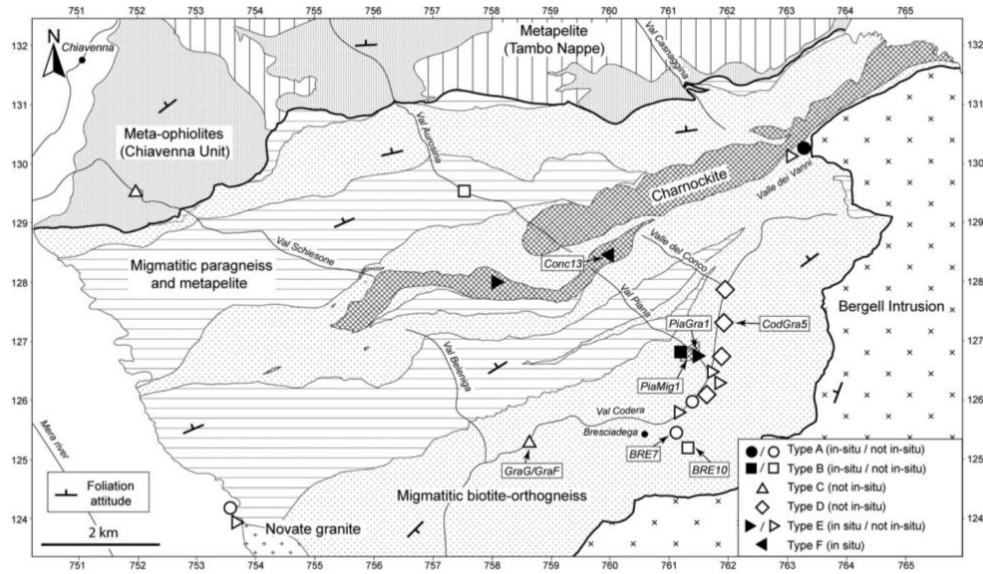 751 752 753 754 755 756 757 758 759 760 761 762 763 764 765
132
N
Chiavenna
Metapelite
(Tambo Nappe)
Val Casnaggina
132
131
131
Meta-ophiolites
(Chiavenna Unit)
Val Aurosina
130
130
Charnockite
Valle dei Vanni
129
129
Val Schiesone
Migmatitic paragneiss
and metapelite
Conc13
Valle del Conco
128
128
Val Piana
Bergell Intrusion
PiaGra1
CodGra5
127
127
Val Beleniga
PiaMig1
126
126
Val Codera
Mera river
Bresciadega
BRE7
BRE10
125
125
GraG/GraF
Foliation
attitude
Migmatitic biotite-orthogneiss
124
124
Novate granite
2 km
Type A (in-situ / not in-situ)
Type B (in-situ / not in-situ)
Type C (not in-situ)
Type D (not in-situ)
Type E (in situ / not in-situ)
Type F (in situ)
751 752 753 754 755 756 757 758 759 760 761 762 763 764 765